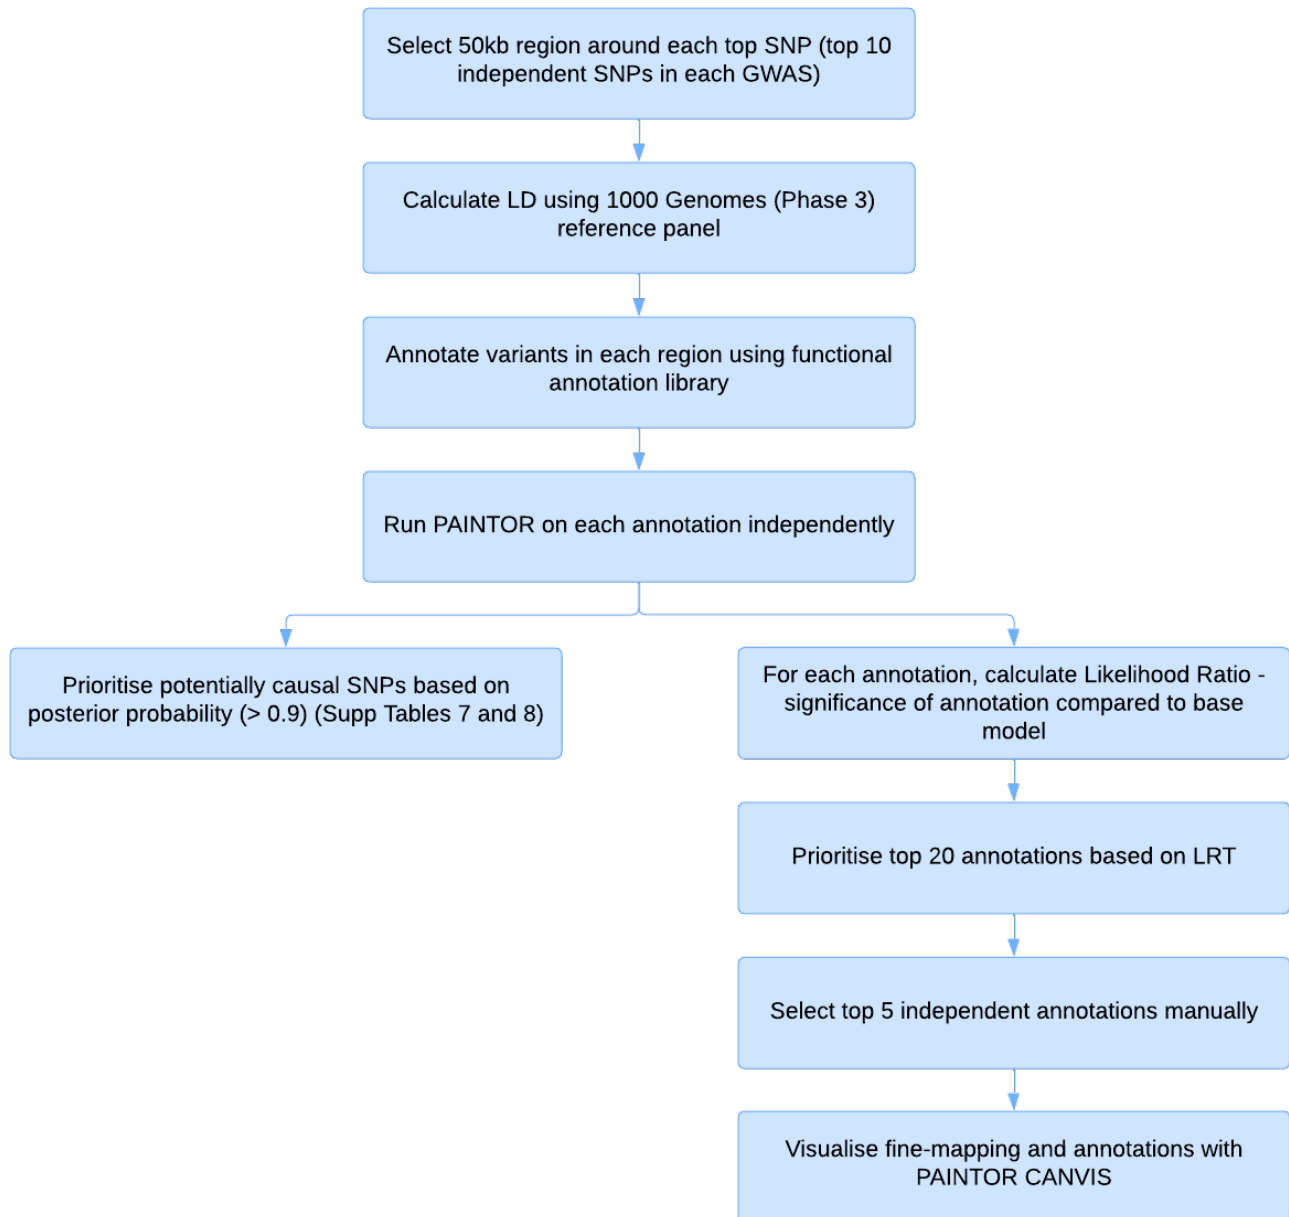 Select 50kb region around each top SNP (top 10
independent SNPs in each GWAS)
Calculate LD using 1000 Genomes (Phase 3)
reference panel
Annotate variants in each region using functional
annotation library
Run PAINTOR on each annotation independently
Prioritise potentially causal SNPs based on
posterior probability (> 0.9) (Supp Tables 7 and 8)
For each annotation, calculate Likelihood Ratio -
significance of annotation compared to base
model
Prioritise top 20 annotations based on LRT
Select top 5 independent annotations manually
Visualise fine-mapping and annotations with
PAINTOR CANVIS